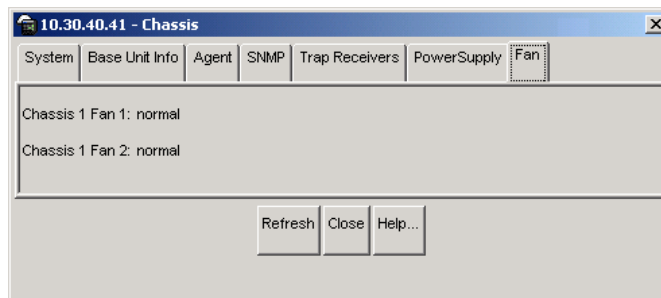 10.30.40.41 - Chassis
System Base Unit Info Agent SNMP Trap Receivers PowerSupply Fan
Chassis 1 Fan 1: normal
Chassis 1 Fan 2: normal
Refresh Close Help...